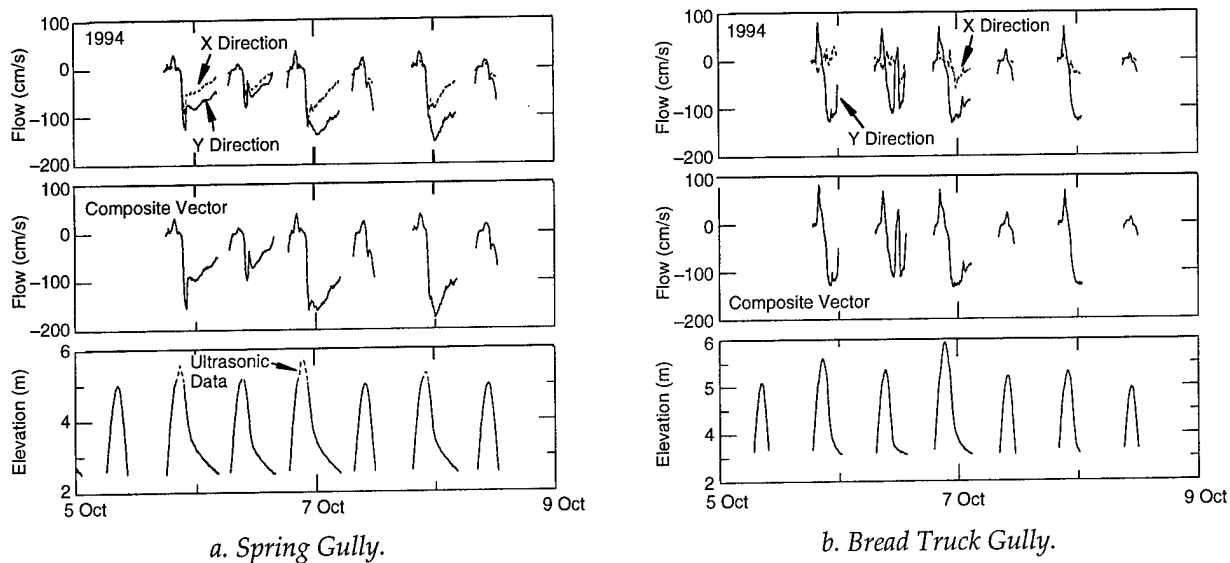 100
1994
X Direction
0
Flow (cm/s)
-100
Y Direction
-200
100
Composite Vector
0
Flow (cm/s)
-100
-200
6
Ultrasonic
Data
Elevation (m)
4
2
5 Oct
7 Oct
9 Oct
a. Spring Gully.
100
1994
X Direction
0
Flow (cm/s)
-100
Y Direction
-200
100
0
Flow (cm/s)
-100
Composite Vector
-200
6
5
Elevation (m)
4
2
5 Oct
7 Oct
9 Oct
b. Bread Truck Gully.